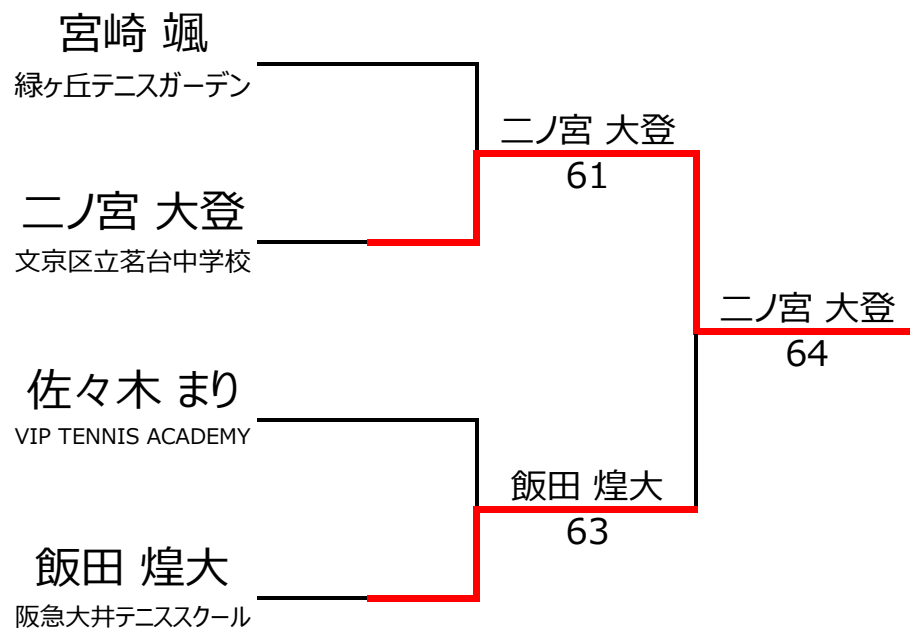 宮崎 颯
緑ヶ丘テニスガーデン
二ノ宮 大登
61
二ノ宮 大登
文京区立茗台中学校
二ノ宮 大登
64
佐々木 まり
VIP TENNIS ACADEMY
飯田 煌大
63
飯田 煌大
阪急大井テニススクール